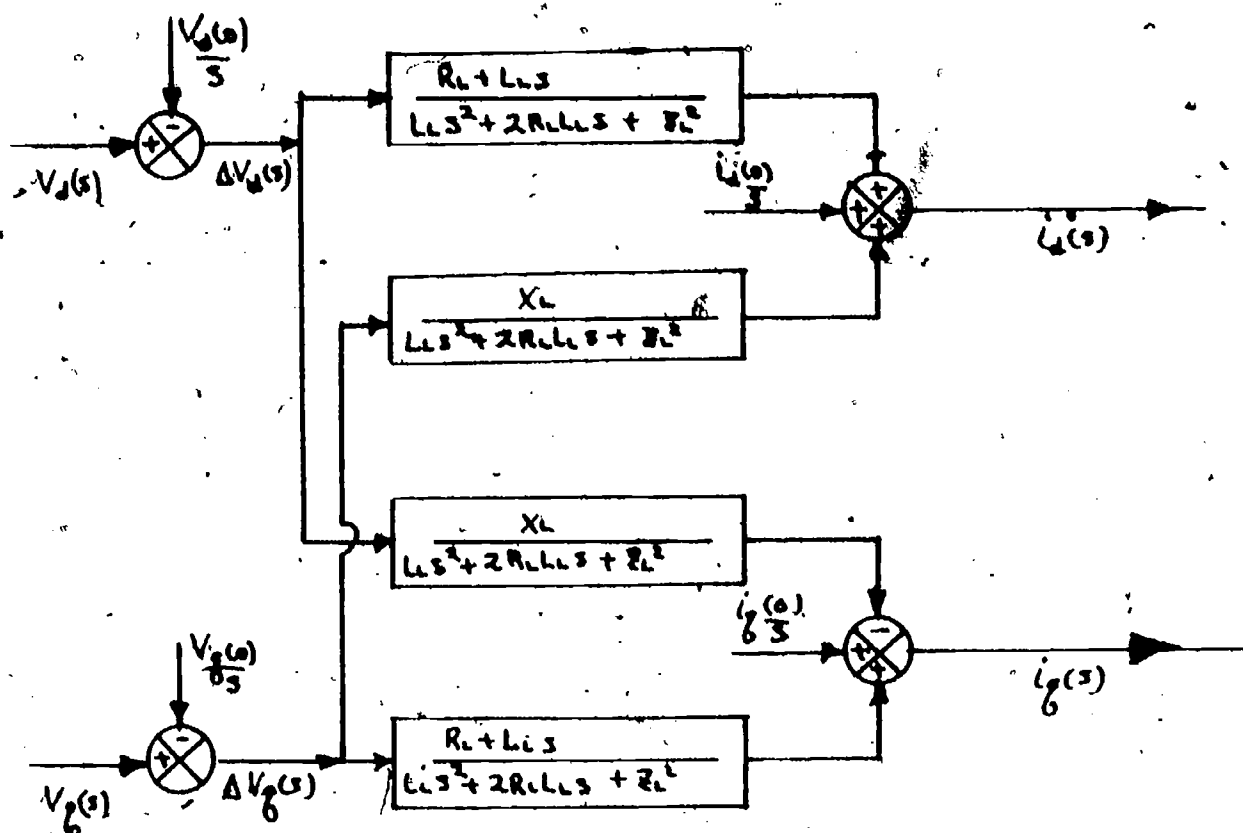 V_d(0)
S
R_L + L_L S
L_L S² + 2R_L L_L S + Z_L²
V_d(s)
ΔV_d(s)
i_d(0)
S
i_d(s)
X_L
L_L S² + 2R_L L_L S + Z_L²
X_L
L_L S² + 2R_L L_L S + Z_L²
i_q(0)
S
i_q(s)
V_q(0)
S
R_L + L_L S
L_L S² + 2R_L L_L S + Z_L²
V_q(s)
ΔV_q(s)